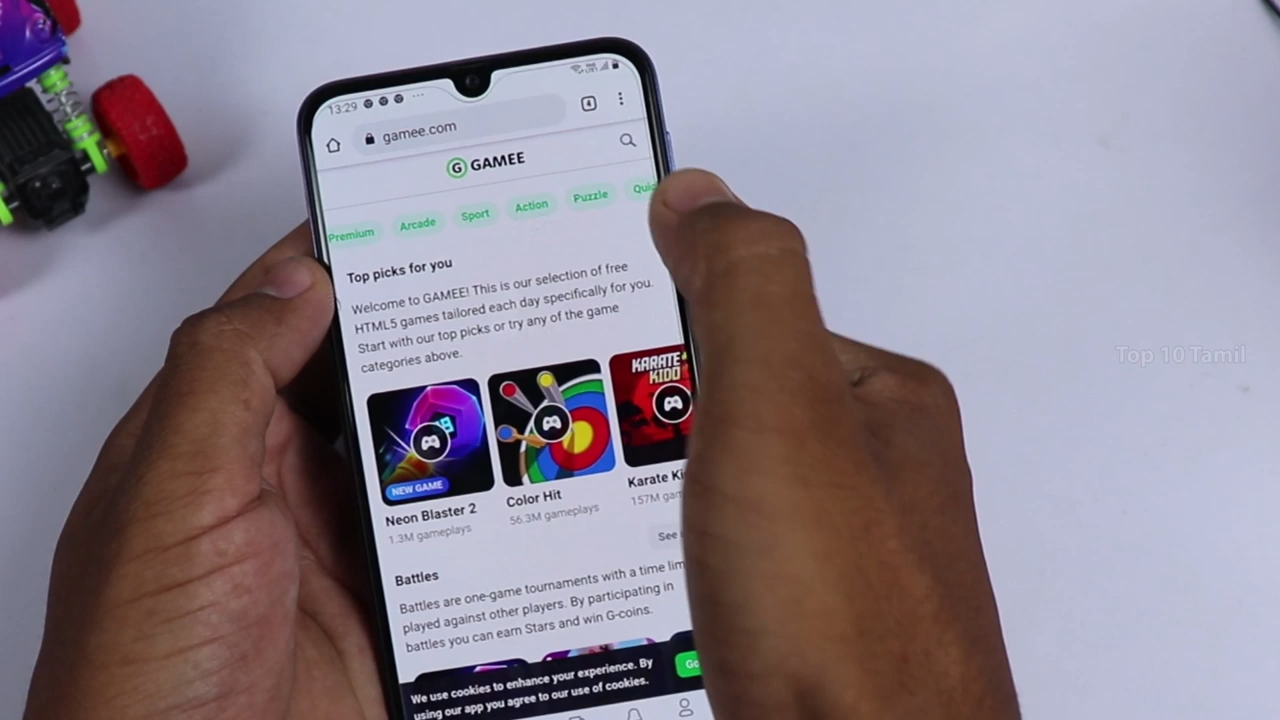 13:29
4
gamee.com
G GAMEE
Premium Arcade Sport Action Puzzle
Top picks for you
Welcome to GAMEE! This is our selection of free
HTML5 games tailored each day specifically for you.
Start with our top picks or try any of the game
categories above.
KARATE
KIDO
NEW GAME
Neon Blaster 2
1.3M gameplays
Color Hit
56.3M gameplays
Karate
157M
See
Battles
Battles are one-game tournaments with a time
played against other players. By participating in
battles you can earn Stars and win G-coins.
We use cookies to enhance your experience. By
using our app you agree to our use of cookies.
Top 10 Tamil